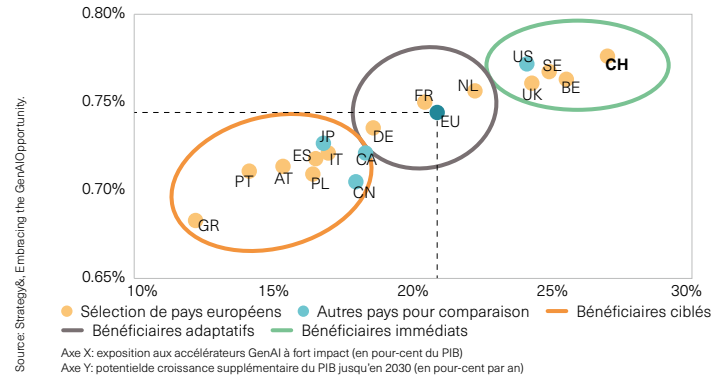 0.80%
US
SE
CH
0.75%
FR
NL
UK
BE
EU
DE
JP
ES
IT
CA
0.70%
PT
AT
PL
CN
GR
0.65%
10%
15%
20%
25%
30%
Sélection de pays européens
Autres pays pour comparaison
Bénéficiaires ciblés
Bénéficiaires adaptatifs
Bénéficiaires immédiats
Axe X: exposition aux accélérateurs GenAI à fort impact (en pour-cent du PIB)
Axe Y: potentielde croissance supplémentaire du PIB jusqu'en 2030 (en pour-cent par an)
Source: Strategy&, Embracing the GenAIOpportunity.